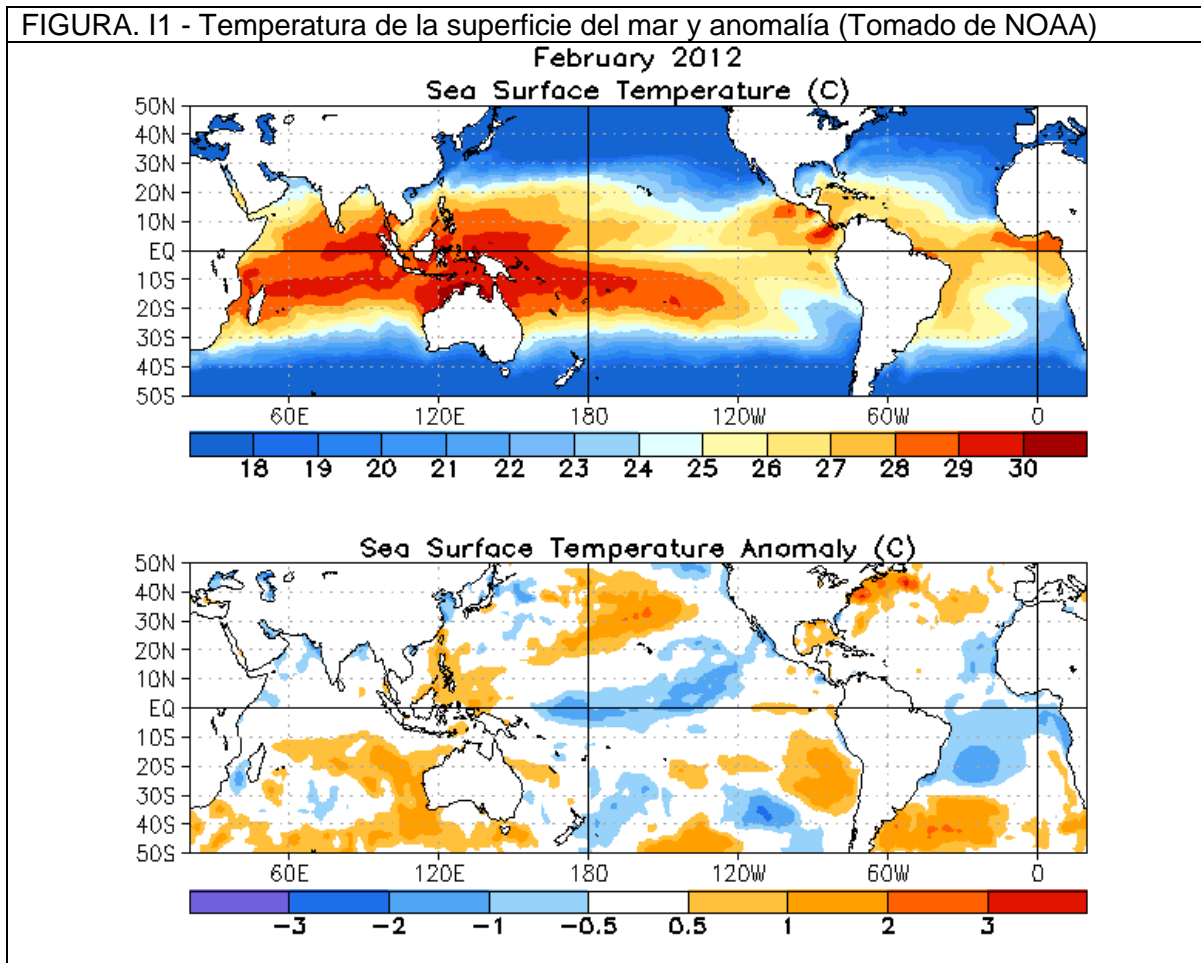 FIGURA. I1 - Temperatura de la superficie del mar y anomalía (Tomado de NOAA)
February 2012
Sea Surface Temperature (C)
50N
40N
30N
20N
10N
EQ
10S
20S
30S
40S
50S
60E 120E 180 120W 60W 0
18 19 20 21 22 23 24 25 26 27 28 29 30
Sea Surface Temperature Anomaly (C)
50N
40N
30N
20N
10N
EQ
10S
20S
30S
40S
50S
60E 120E 180 120W 60W 0
-3 -2 -1 -0.5 0.5 1 2 3